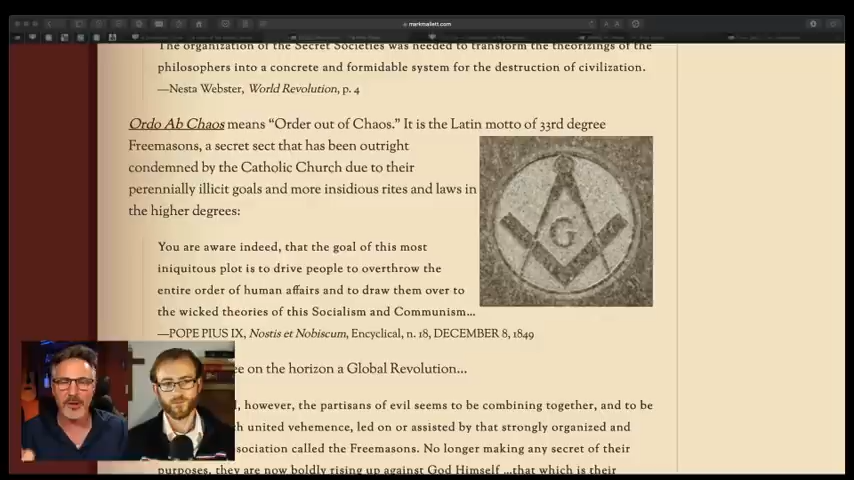 markmallett.com
The organization of the Secret Societies was needed to transform the theorizings of the
philosophers into a concrete and formidable system for the destruction of civilization.
—Nesta Webster, World Revolution, p. 4
Ordo Ab Chaos means “Order out of Chaos.” It is the Latin motto of 33rd degree
Freemasons, a secret sect that has been outright
condemned by the Catholic Church due to their
perennially illicit goals and more insidious rites and laws in
the higher degrees:
G
You are aware indeed, that the goal of this most
iniquitous plot is to drive people to overthrow the
entire order of human affairs and to draw them over to
the wicked theories of this Socialism and Communism…
—POPE PIUS IX, Nostis et Nobiscum, Encyclical, n. 18, DECEMBER 8, 1849
on the horizon a Global Revolution…
however, the partisans of evil seems to be combining together, and to be
united vehemence, led on or assisted by that strongly organized and
called the Freemasons. No longer making any secret of their
purposes, they are now boldly rising up against God Himself …that which is their